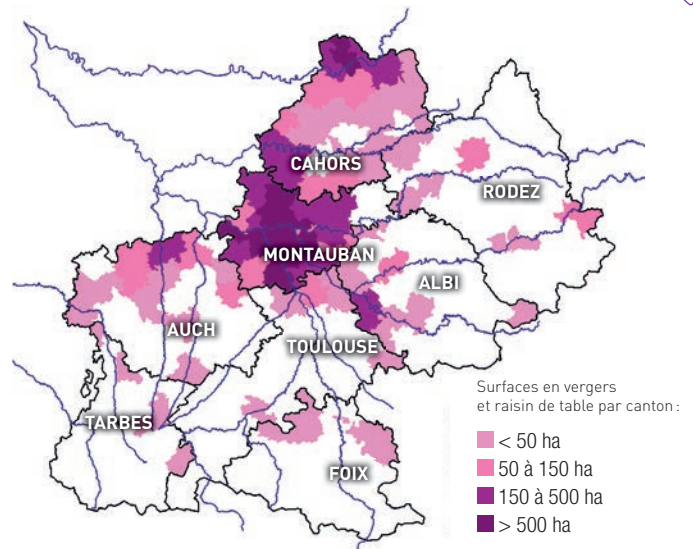 CAHORS
RODEZ
MONTAUBAN
ALBI
AUCH
TOULOUSE
TARBES
FOIX
Surfaces en vergers
et raisin de table par canton :
< 50 ha
50 à 150 ha
150 à 500 ha
> 500 ha